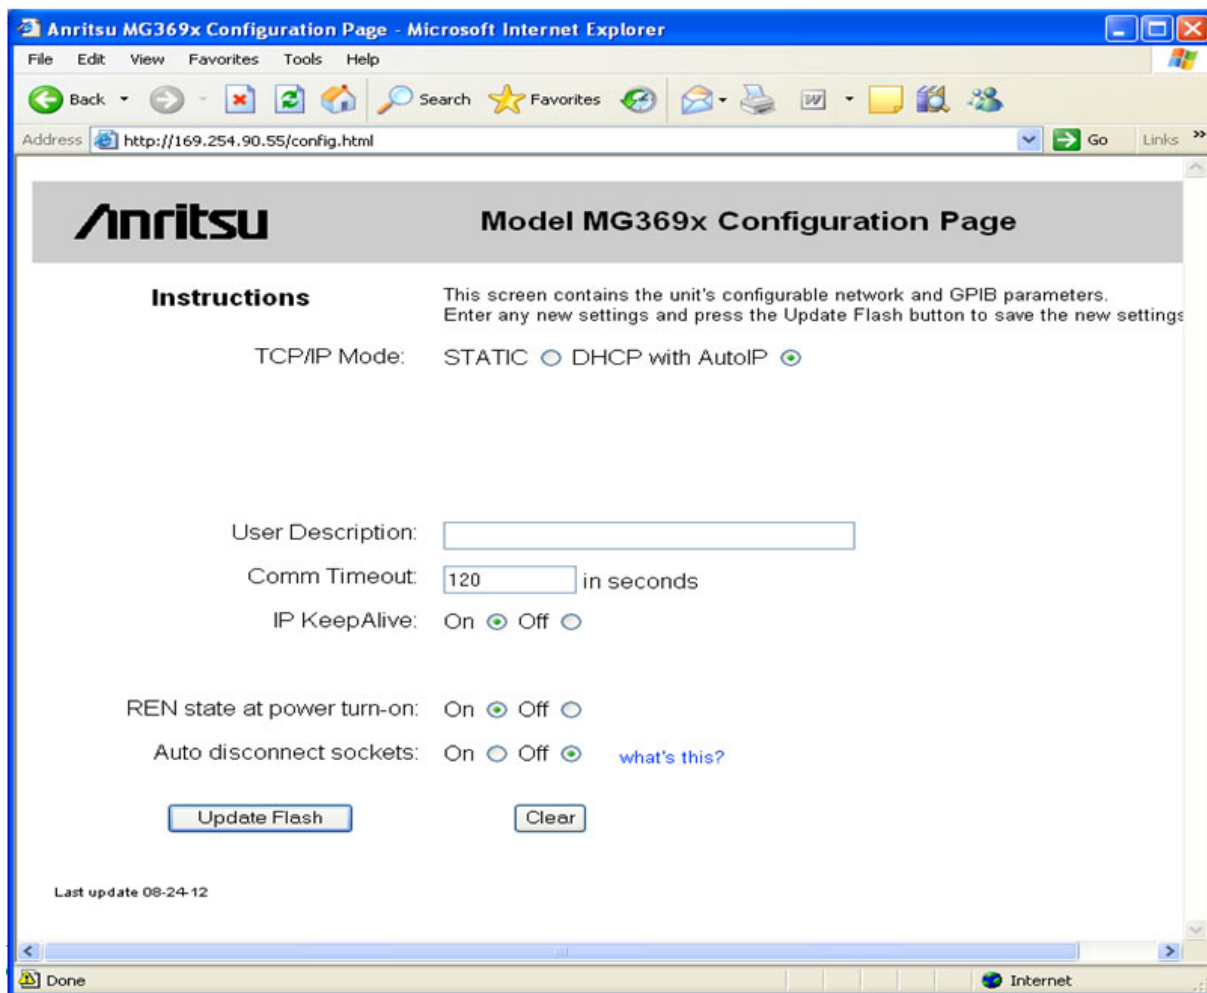 Anritsu MG369x Configuration Page - Microsoft Internet Explorer
File Edit View Favorites Tools Help
Back Search Favorites W
Address http://169.254.90.55/config.html Go Links »
Anritsu Model MG369x Configuration Page
Instructions This screen contains the unit's configurable network and GPIB parameters.
Enter any new settings and press the Update Flash button to save the new settings
TCP/IP Mode: STATIC DHCP with AutoIP
User Description:
Comm Timeout: 120 in seconds
IP KeepAlive: On Off
REN state at power turn-on: On Off
Auto disconnect sockets: On Off what's this?
Update Flash Clear
Last update 08-24-12
Done Internet